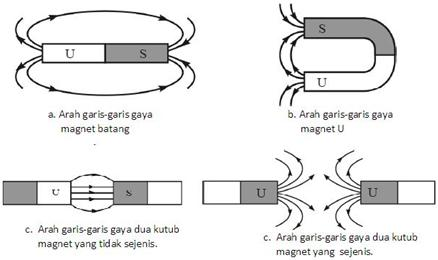 U S
a. Arah garis-garis gaya
magnet batang
S
U
b. Arah garis-garis gaya
magnet U
U S
c. Arah garis-garis gaya dua kutub
magnet yang tidak sejenis.
U U
c. Arah garis-garis gaya dua kutub
magnet yang sejenis.